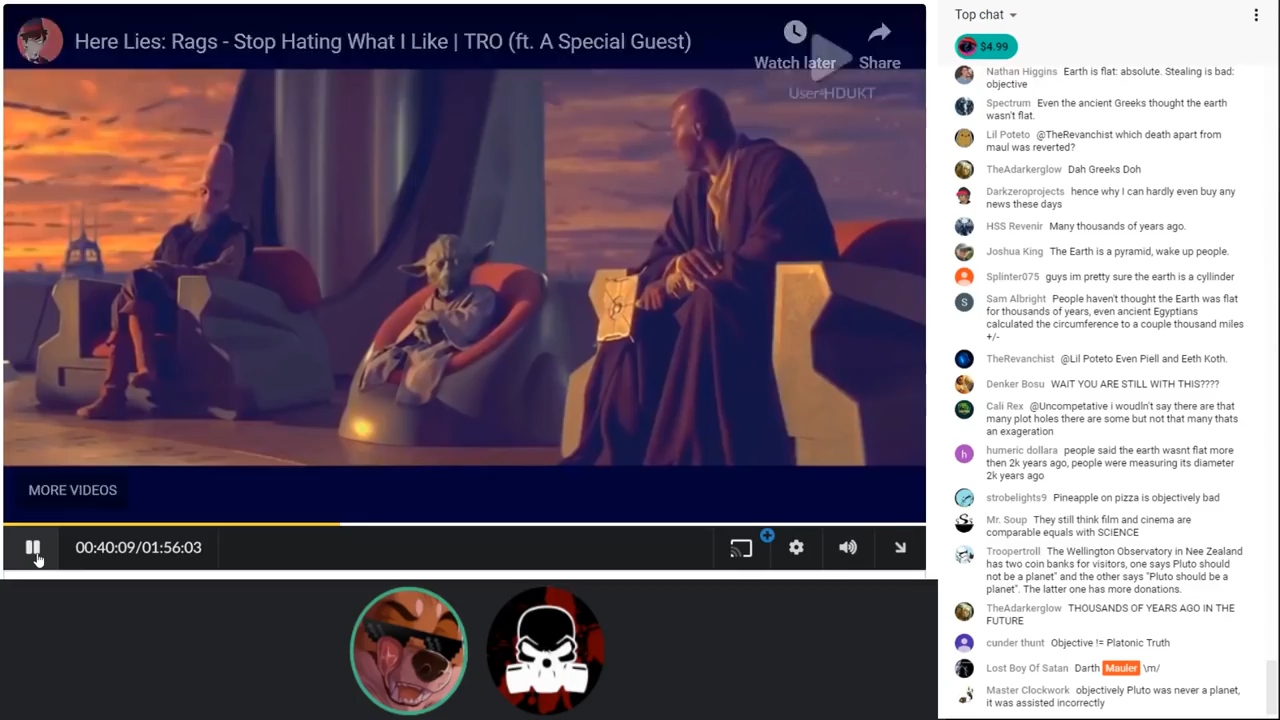 Here Lies: Rags - Stop Hating What I Like | TRO (ft. A Special Guest)
Watch later
Share
User-HDUKT
MORE VIDEOS
00:40:09/01:56:03
Top chat
$4.99
Nathan Higgins Earth is flat: absolute. Stealing is bad:
objective
Spectrum Even the ancient Greeks thought the earth
wasn't flat.
Lil Poteto @TheRevanchist which death apart from
maul was reverted?
TheAdarkerglow Dah Greeks Doh
Darkzeroprojects hence why I can hardly even buy any
news these days
HSS Revenir Many thousands of years ago.
Joshua King The Earth is a pyramid, wake up people.
Splinter075 guys im pretty sure the earth is a cyllinder
S
Sam Albright People haven't thought the Earth was flat
for thousands of years, even ancient Egyptians
calculated the circumference to a couple thousand miles
+/-
TheRevanchist @Lil Poteto Even Piell and Eeth Koth.
Denker Bosu WAIT YOU ARE STILL WITH THIS????
Cali Rex @Uncompetative i woudln't say there are that
many plot holes there are some but not that many thats
an exageration
h
humeric dollara people said the earth wasnt flat more
then 2k years ago, people were measuring its diameter
2k years ago
strobelights9 Pineapple on pizza is objectively bad
Mr. Soup They still think film and cinema are
comparable equals with SCIENCE
Troopertroll The Wellington Observatory in Nee Zealand
has two coin banks for visitors, one says Pluto should
not be a planet" and the other says "Pluto should be a
planet". The latter one has more donations.
TheAdarkerglow THOUSANDS OF YEARS AGO IN THE
FUTURE
cunder thunt Objective != Platonic Truth
Lost Boy Of Satan Darth Mauler \m/
Master Clockwork objectively Pluto was never a planet,
it was assisted incorrectly